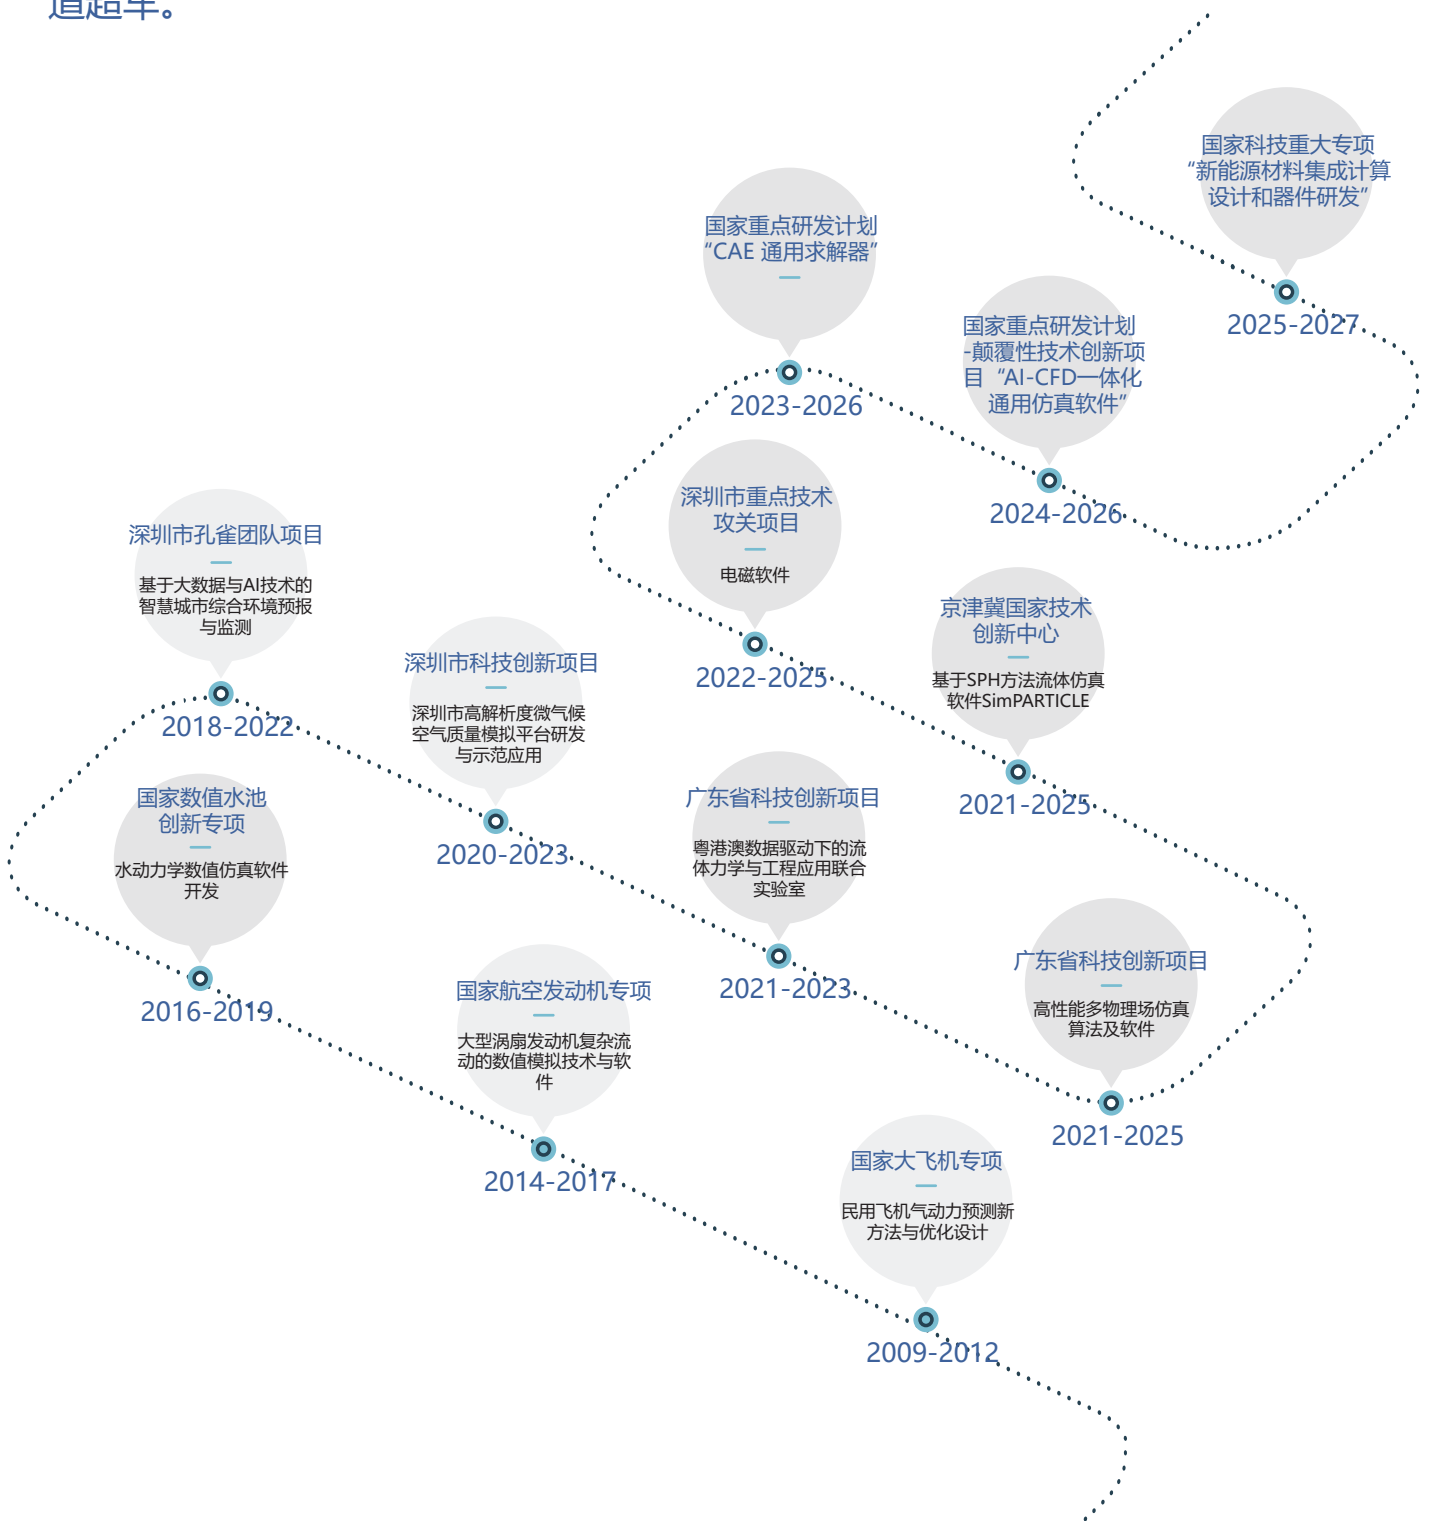 道超车。
国家科技重大专项
“新能源材料集成计算
设计和器件研发”
2025-2027
国家重点研发计划
“CAE 通用求解器”
2023-2026
国家重点研发计划
-颠覆性技术创新项
目“AI-CFD一体化
通用仿真软件”
2024-2026
深圳市重点技术
攻关项目
电磁软件
2022-2025
京津冀国家技术
创新中心
基于SPH方法流体仿真
软件SimPARTICLE
2021-2025
深圳市孔雀团队项目
基于大数据与AI技术的
智慧城市综合环境预报
与监测
2018-2022
深圳市科技创新项目
深圳市高解析度微气候
空气质量模拟平台研发
与示范应用
2020-2023
广东省科技创新项目
粤港澳数据驱动下的流
体力学与工程应用联合
实验室
2021-2023
广东省科技创新项目
高性能多物理场仿真
算法及软件
2021-2025
国家数值水池
创新专项
水动力学数值仿真软件
开发
2016-2019
国家航空发动机专项
大型涡扇发动机复杂流
动的数值模拟技术与软
件
2014-2017
国家大飞机专项
民用飞机气动力预测新
方法与优化设计
2009-2012